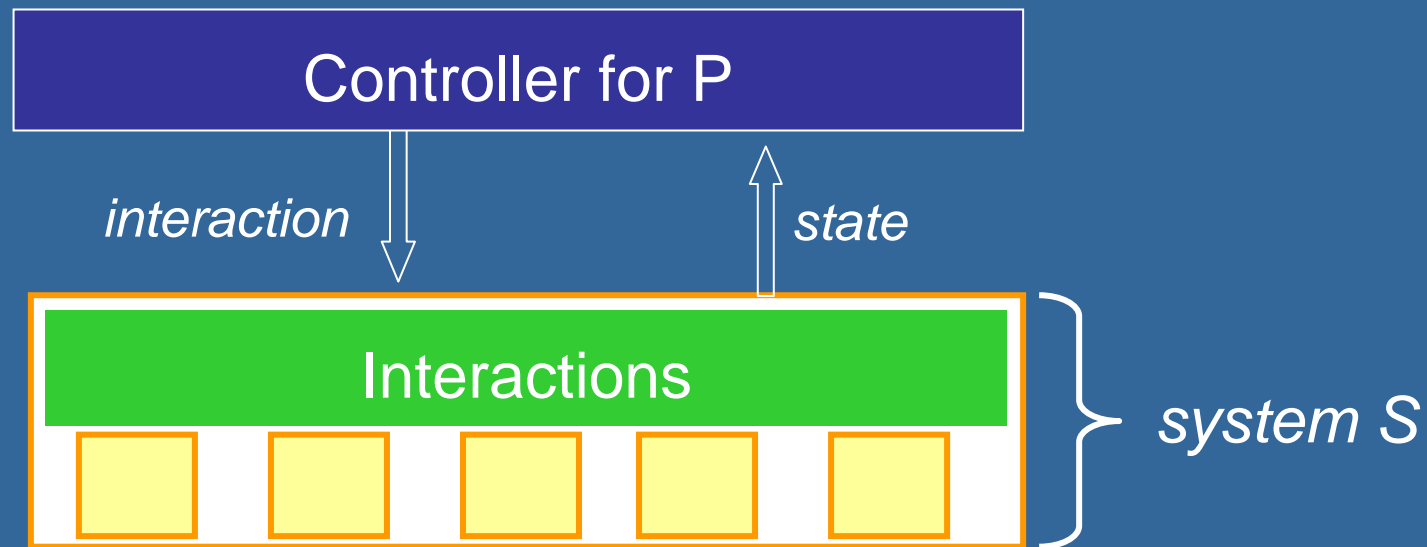 Controller for P
interaction
state
Interactions
system S